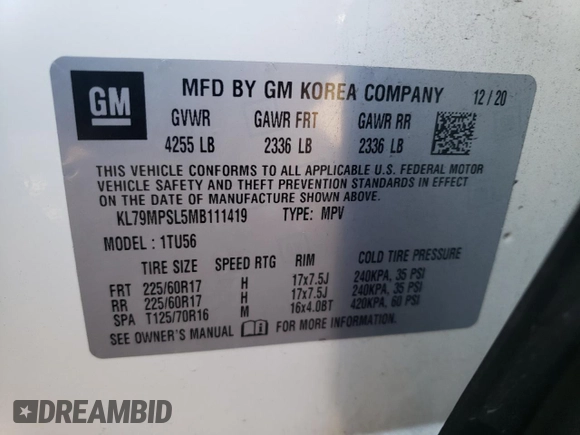 GM
MFD BY GM KOREA COMPANY 12/20
GVWR GAWR FRT GAWR RR
4255 LB 2336 LB 2336 LB
THIS VEHICLE CONFORMS TO ALL APPLICABLE U.S. FEDERAL MOTOR
VEHICLE SAFETY AND THEFT PREVENTION STANDARDS IN EFFECT
ON THE DATE OF MANUFACTURE SHOWN ABOVE.
KL79MPSL5MB111419 TYPE: MPV
MODEL: 1TU56
TIRE SIZE SPEED RTG RIM COLD TIRE PRESSURE
FRT 225/60R17 H 17x7.5J 240KPA, 35 PSI
RR 225/60R17 H 17x7.5J 240KPA, 35 PSI
SPA T125/70R16 M 16x4.0BT 420KPA, 60 PSI
SEE OWNER'S MANUAL FOR MORE INFORMATION.
DREAMBID